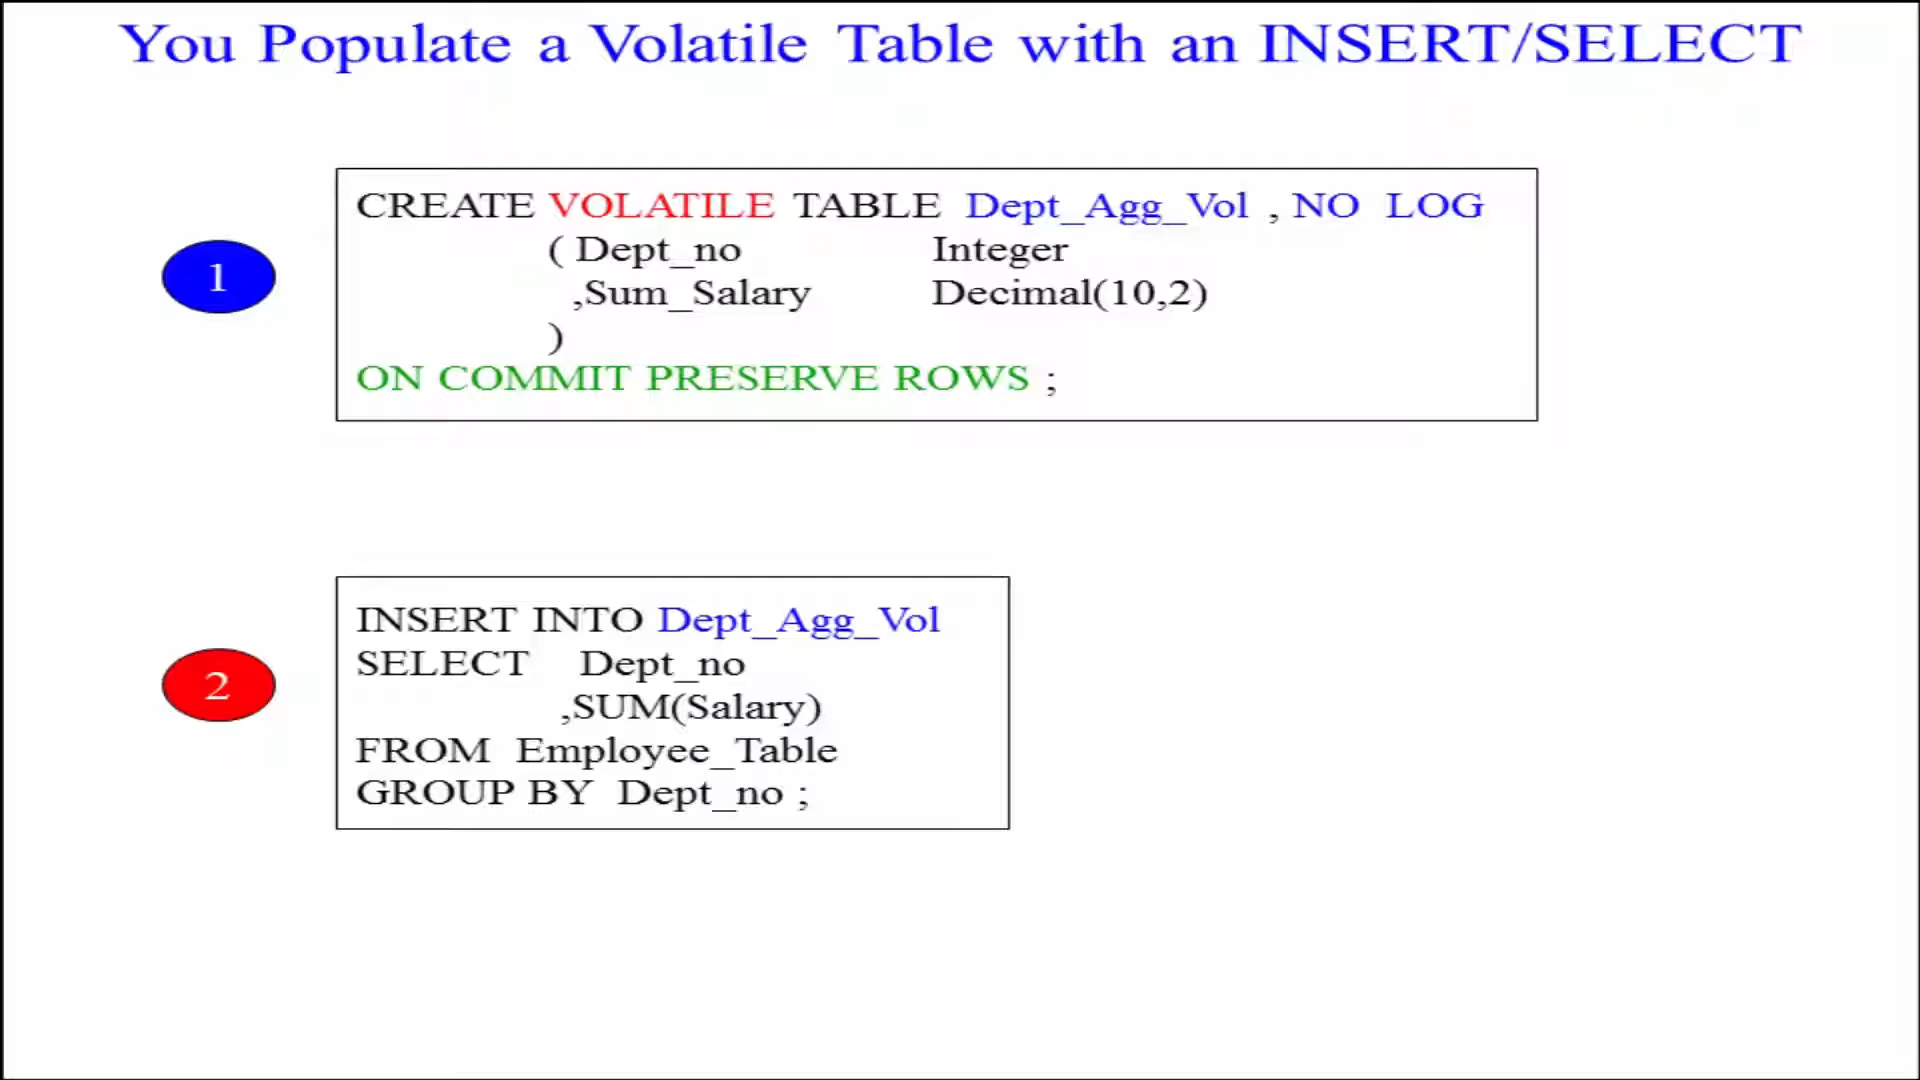 You Populate a Volatile Table with an INSERT/SELECT
1
CREATE VOLATILE TABLE Dept_Agg_Vol , NO LOG
( Dept_no Integer
,Sum_Salary Decimal(10,2)
)
ON COMMIT PRESERVE ROWS ;
2
INSERT INTO Dept_Agg_Vol
SELECT Dept_no
,SUM(Salary)
FROM Employee_Table
GROUP BY Dept_no ;